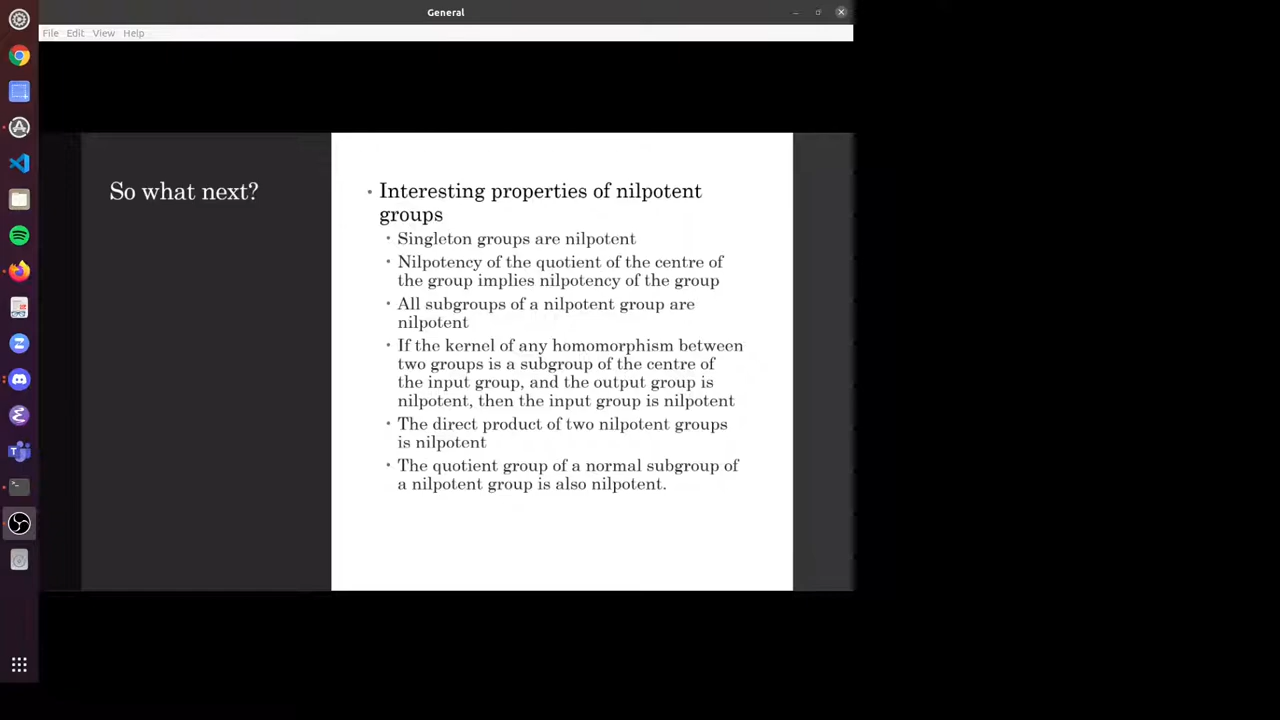 General
File Edit View Help
So what next?
• Interesting properties of nilpotent
groups
• Singleton groups are nilpotent
• Nilpotency of the quotient of the centre of
the group implies nilpotency of the group
• All subgroups of a nilpotent group are
nilpotent
• If the kernel of any homomorphism between
two groups is a subgroup of the centre of
the input group, and the output group is
nilpotent, then the input group is nilpotent
• The direct product of two nilpotent groups
is nilpotent
• The quotient group of a normal subgroup of
a nilpotent group is also nilpotent.